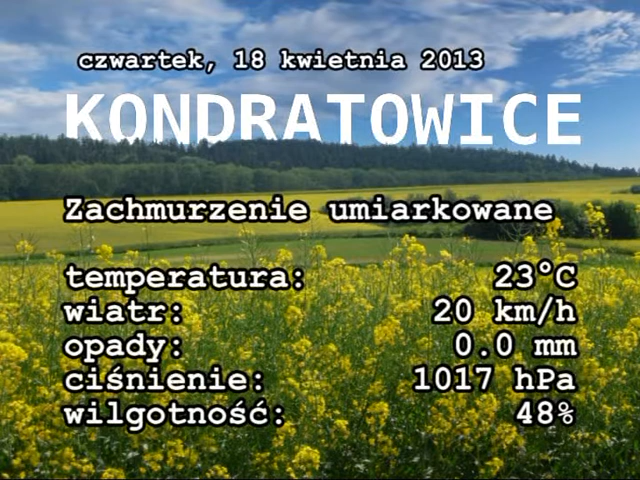 czwartek, 18 kwietnia 2013
KONDRATOWICE
Zachmurzenie umiarkowane
temperatura: 23°C
wiatr: 20 km/h
opady: 0.0 mm
ciśnienie: 1017 hPa
wilgotność: 48%